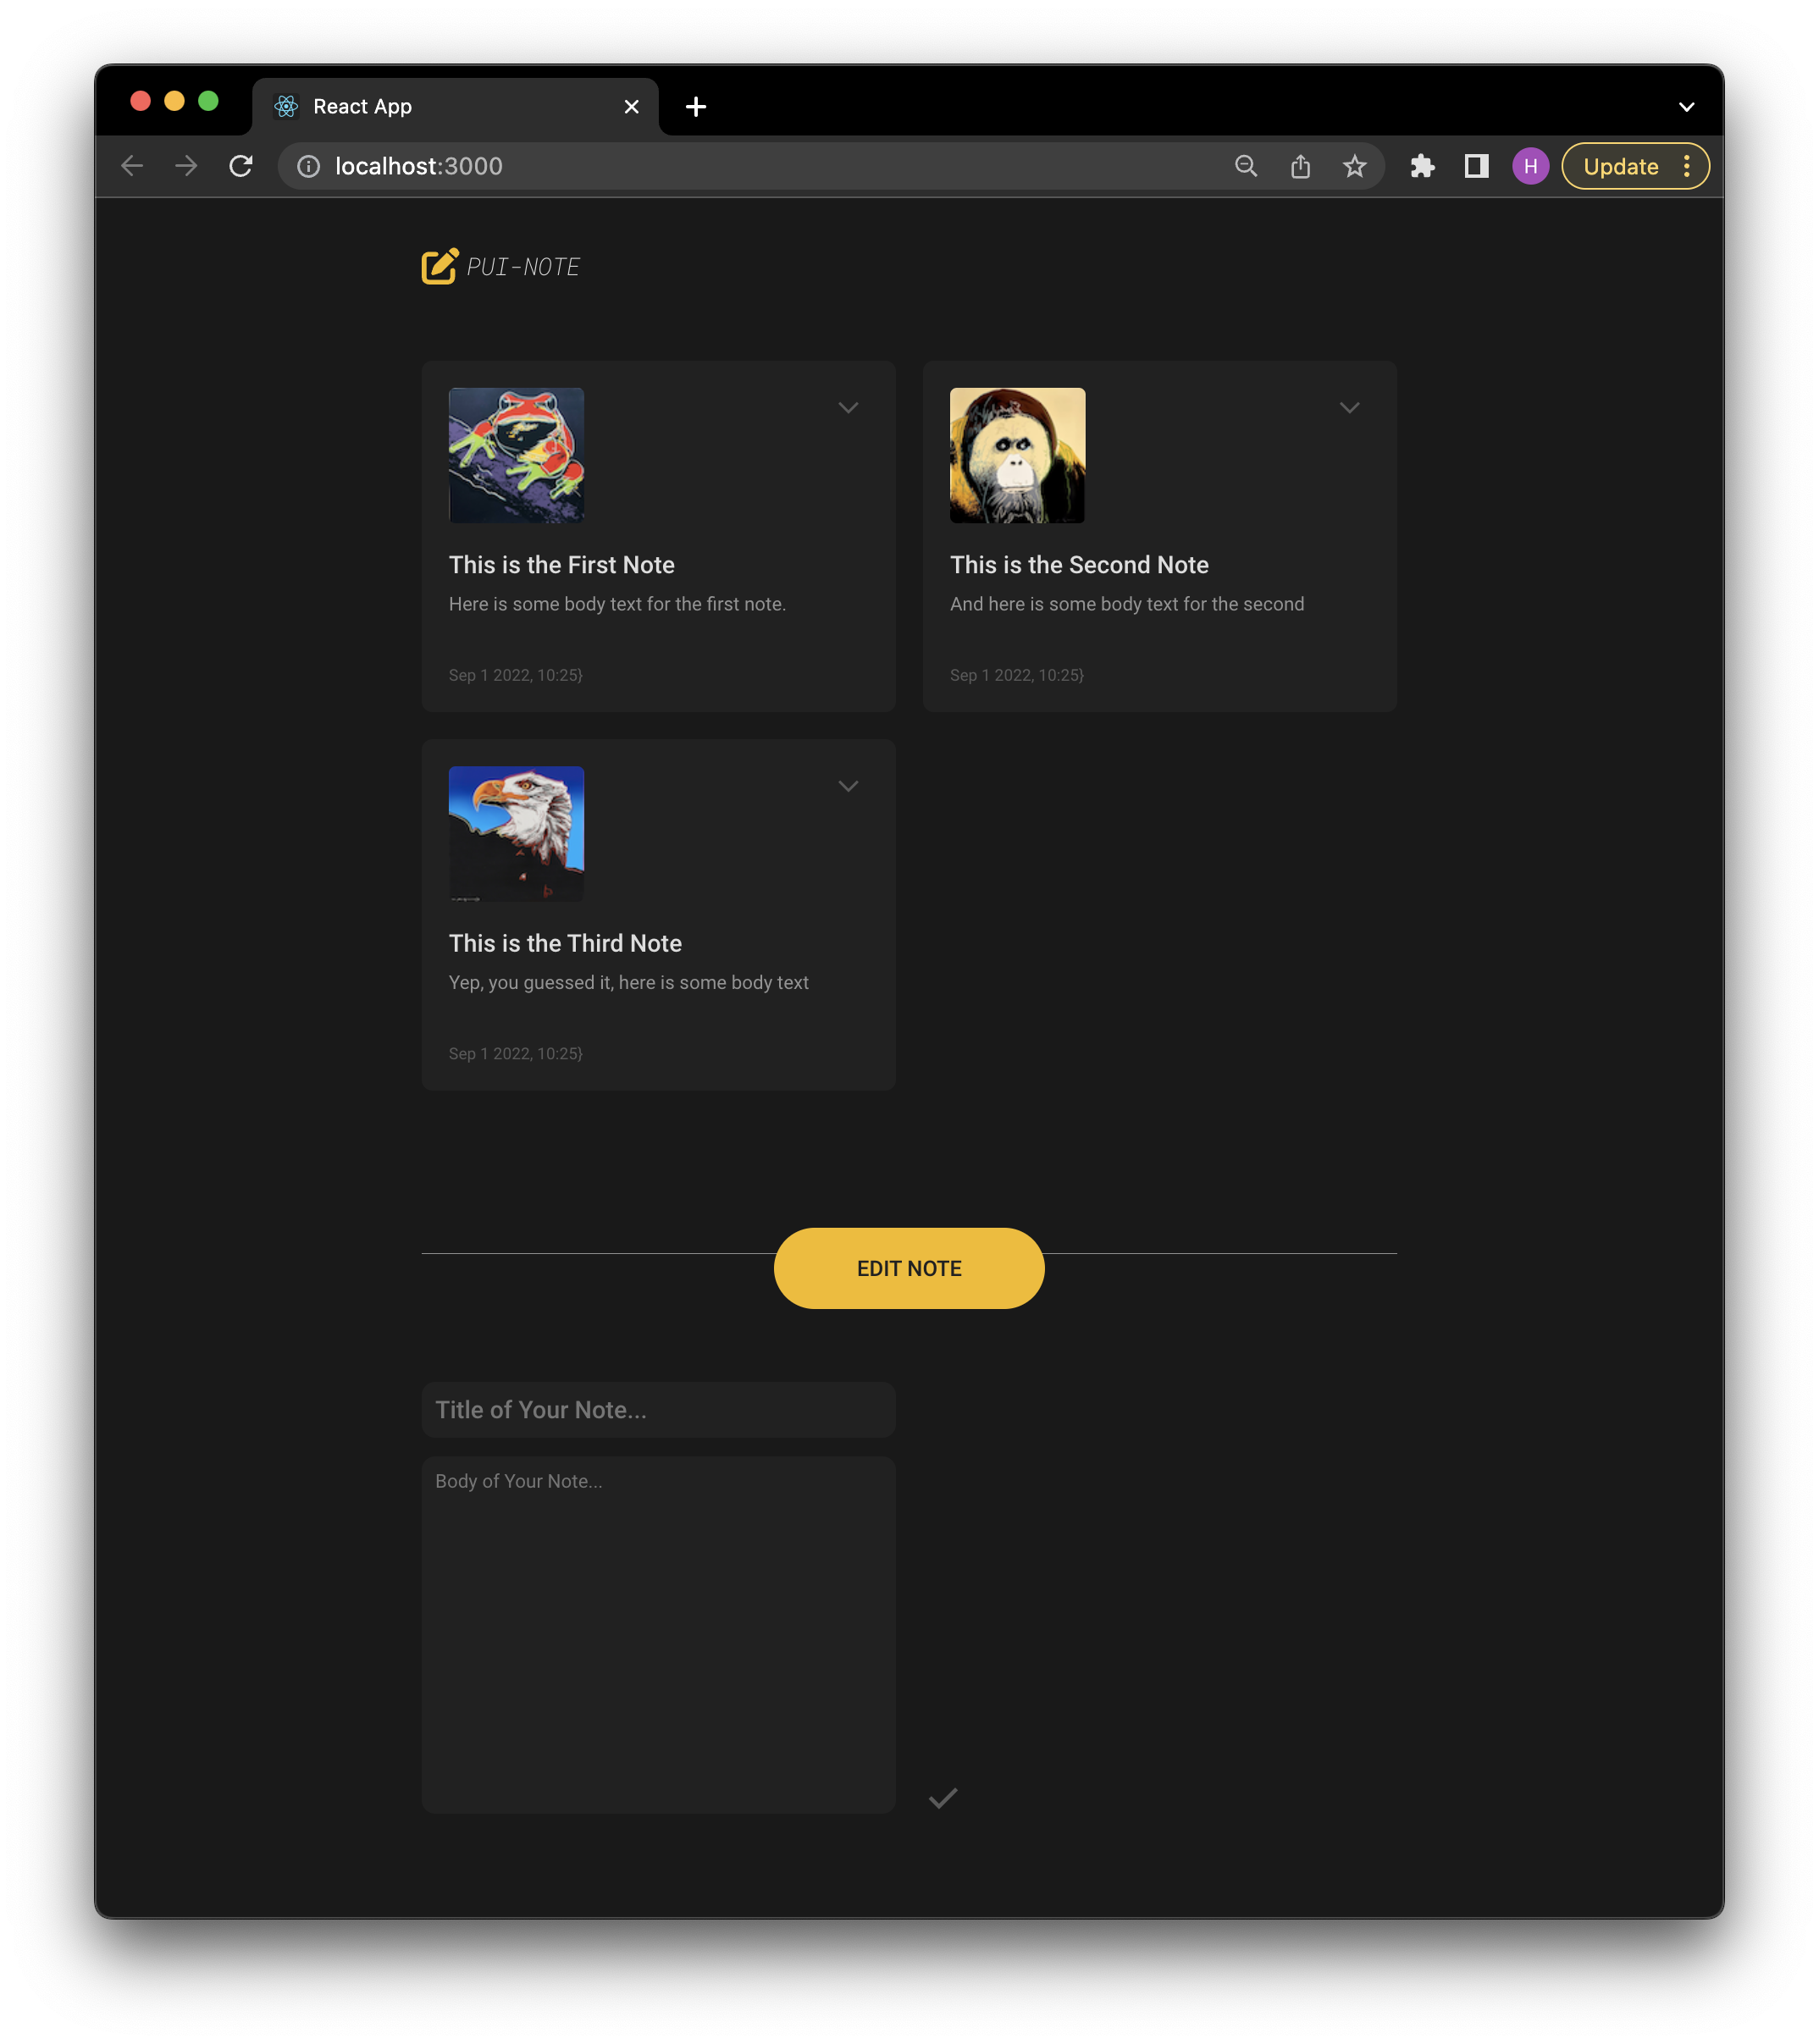 React App
localhost:3000
H
Update
PUI-NOTE
This is the First Note
Here is some body text for the first note.
Sep 1 2022, 10:25}
This is the Second Note
And here is some body text for the second
Sep 1 2022, 10:25}
This is the Third Note
Yep, you guessed it, here is some body text
Sep 1 2022, 10:25}
EDIT NOTE
Title of Your Note...
Body of Your Note...